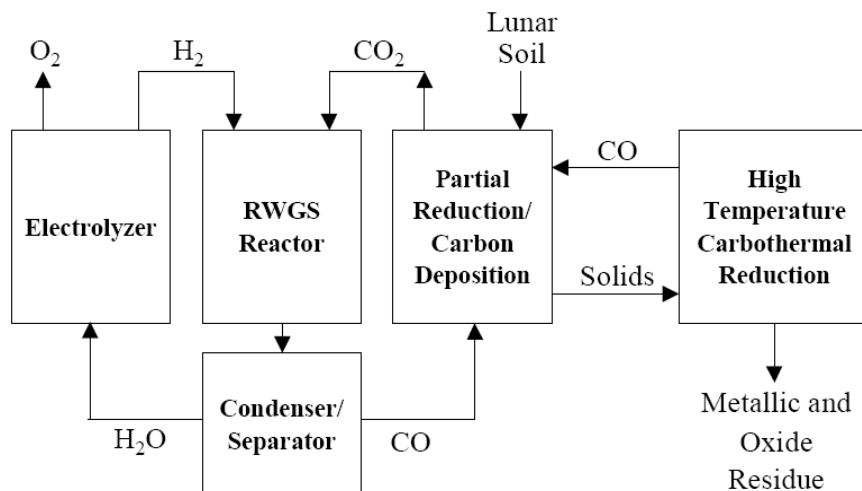 O₂
H₂
CO₂
Lunar
Soil
Electrolyzer
RWGS
Reactor
Partial
Reduction/
Carbon
Deposition
CO
Solids
High
Temperature
Carbothermal
Reduction
H₂O
Condenser/
Separator
CO
Metallic and
Oxide
Residue